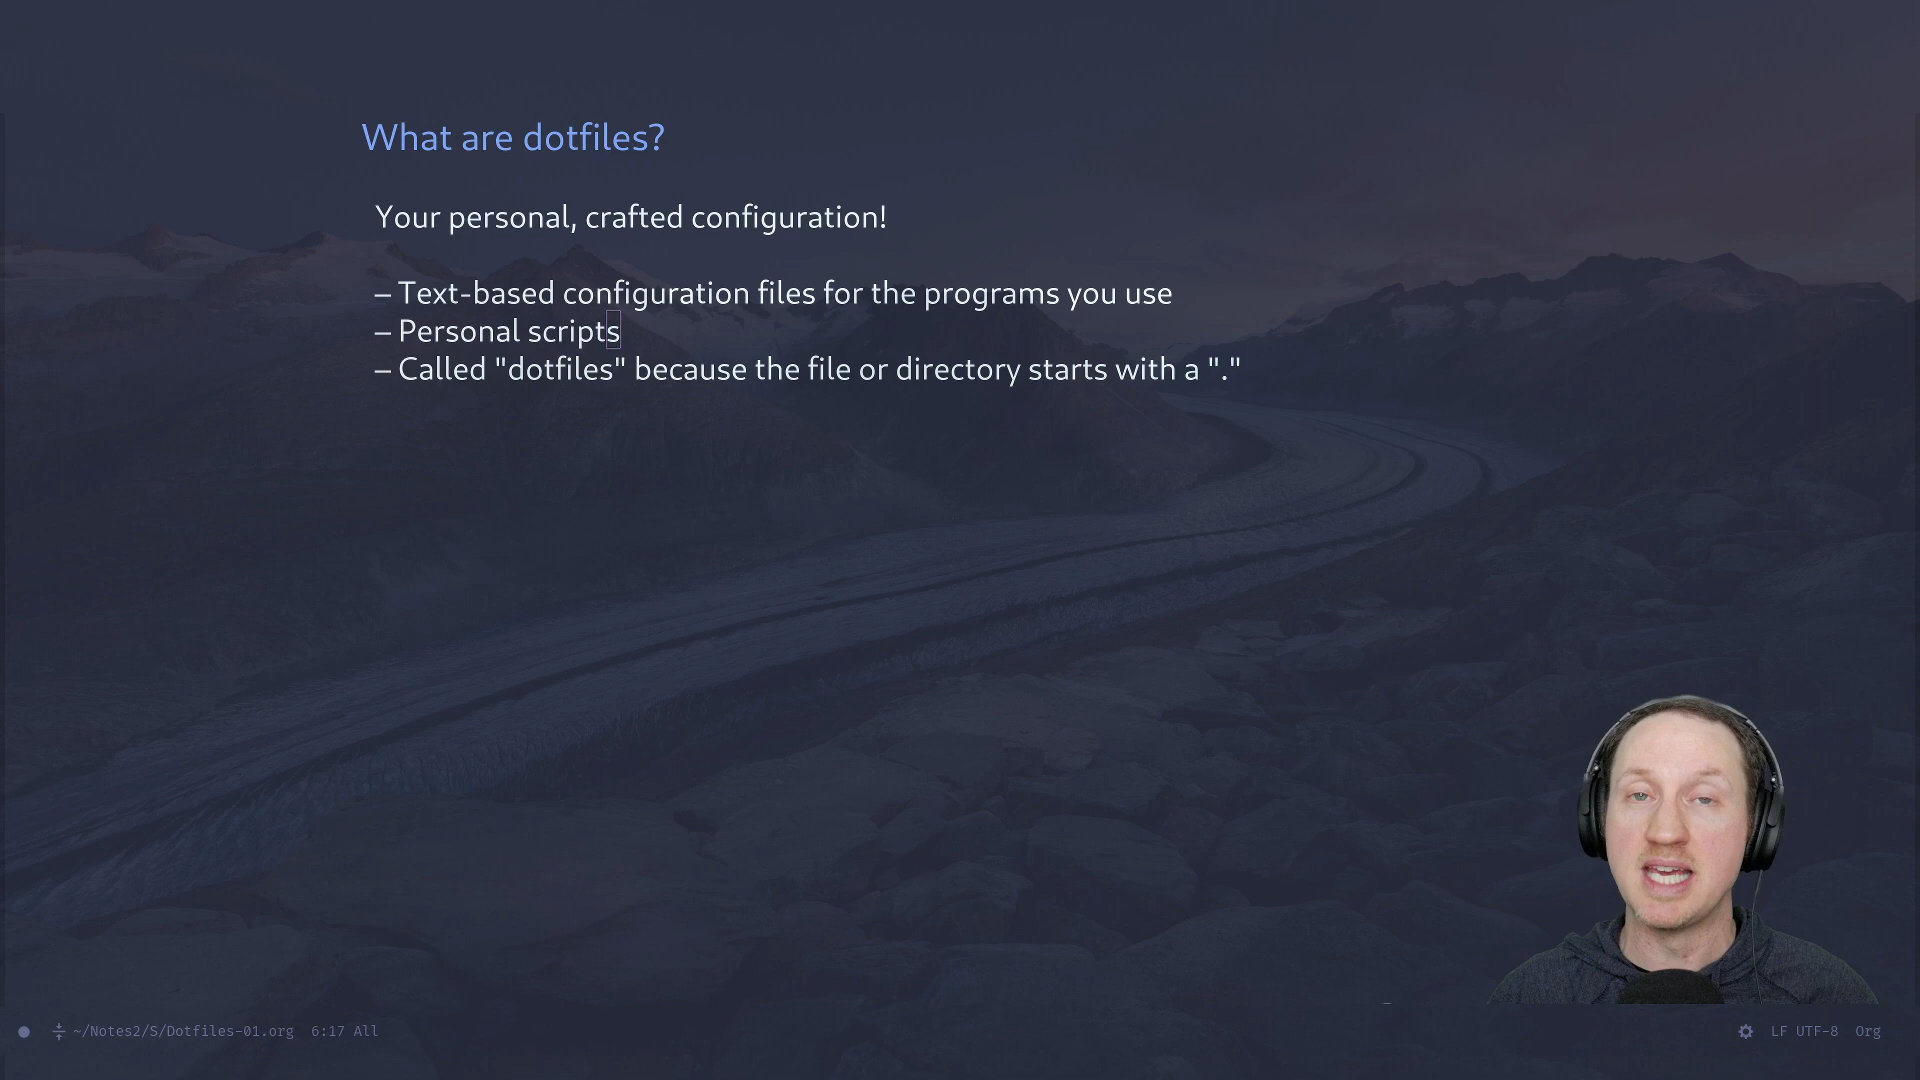 What are dotfiles?
Your personal, crafted configuration!
– Text-based configuration files for the programs you use
– Personal scripts
– Called "dotfiles" because the file or directory starts with a "."
~/Notes2/S/Dotfiles-01.org 6:17 All
LF UTF-8 Org